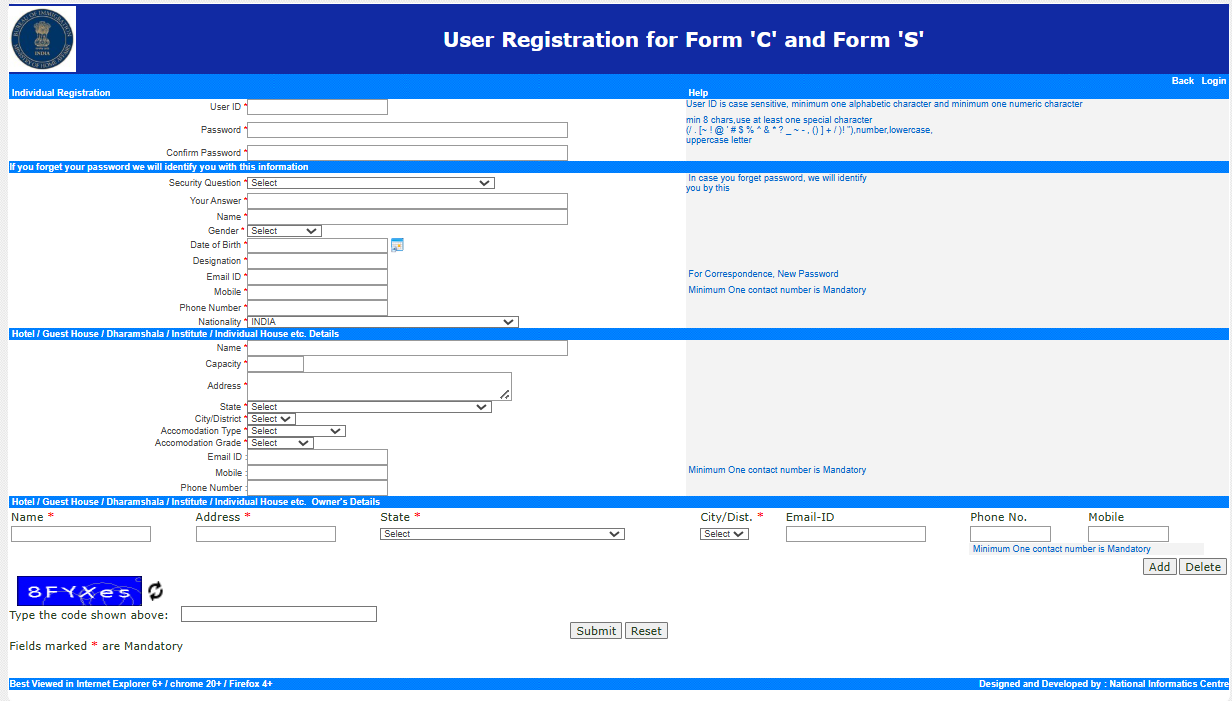 User Registration for Form 'C' and Form 'S'
Back Login
Individual Registration Help
User ID * User ID is case sensitive, minimum one alphabetic character and minimum one numeric character
Password * min 8 chars,use at least one special character
(/ . [~ ! @ ' # $ % ^ & * ? _ ~ - , () ] + / )! "),number,lowercase,
uppercase letter
Confirm Password *
If you forget your password we will identify you with this information
Security Question * Select In case you forget password, we will identify
you by this
Your Answer *
Name *
Gender * Select
Date of Birth *
Designation *
Email ID * For Correspondence, New Password
Mobile * Minimum One contact number is Mandatory
Phone Number *
Nationality * INDIA
Hotel / Guest House / Dharamshala / Institute / Individual House etc. Details
Name *
Capacity *
Address *
State * Select
City/District * Select
Accomodation Type * Select
Accomodation Grade * Select
Email ID :
Mobile : Minimum One contact number is Mandatory
Phone Number :
Hotel / Guest House / Dharamshala / Institute / Individual House etc. Owner's Details
Name * Address * State * City/Dist. * Email-ID Phone No. Mobile
Select Select
Minimum One contact number is Mandatory
Add Delete
8FYXes
Type the code shown above:
Submit Reset
Fields marked * are Mandatory
Best Viewed in Internet Explorer 6+ / chrome 20+ / Firefox 4+ Designed and Developed by : National Informatics Centre